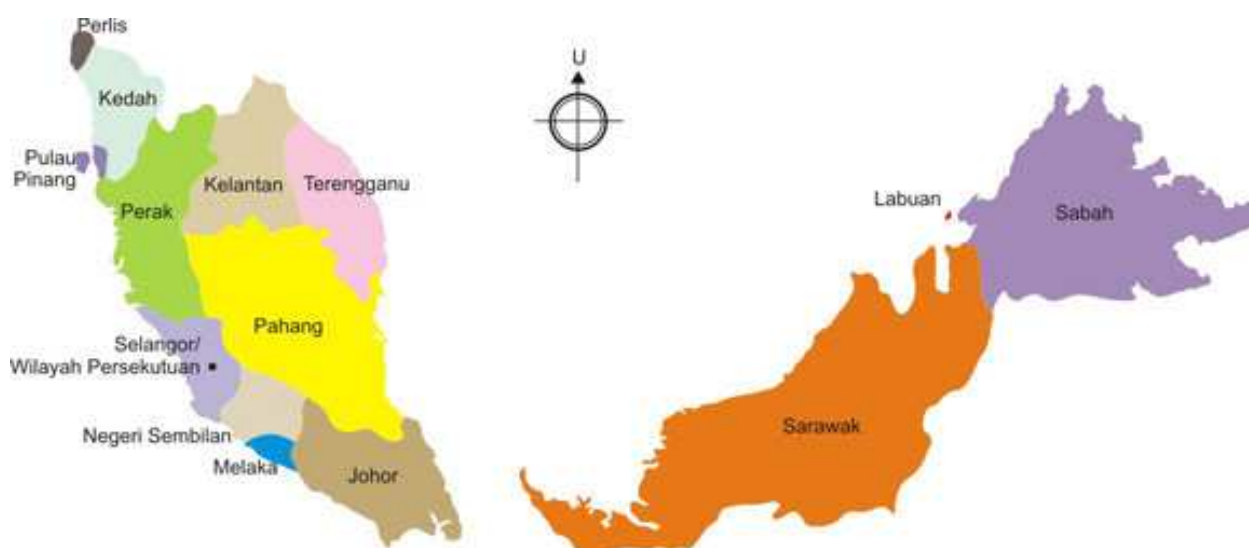 Perlis
U
Kedah
Pulau
Pinang
Kelantan
Terengganu
Perak
Labuan
Sabah
Pahang
Selangor/
Wilayah Persekutuan
Sarawak
Negeri Sembilan
Melaka
Johor